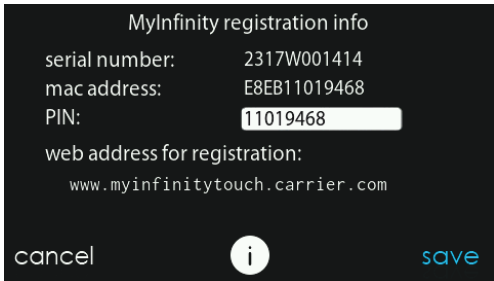 MyInfinity registration info
serial number: 2317W001414
mac address: E8EB11019468
PIN: 11019468
web address for registration:
www.myinfinitytouch.carrier.com
cancel i save